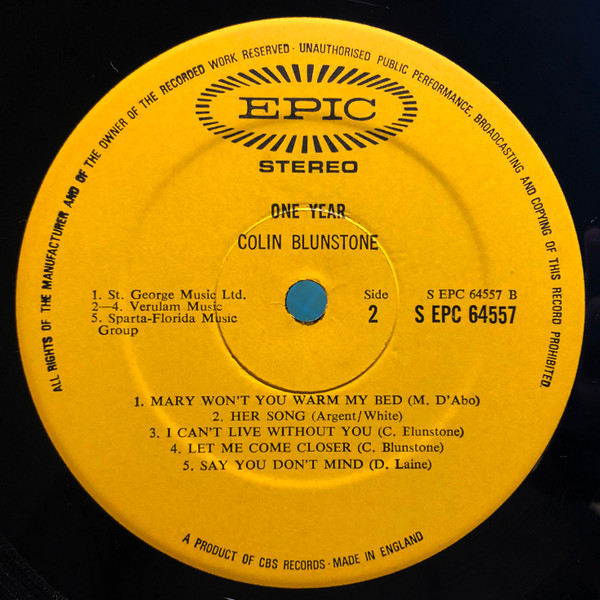 ALL RIGHTS OF THE MANUFACTURER AND OF THE OWNER OF THE RECORDED WORK RESERVED · UNAUTHORISED PUBLIC PERFORMANCE, BROADCASTING AND COPYING OF THIS RECORD PROHIBITED.
EPIC
STEREO
ONE YEAR
COLIN BLUNSTONE
1. St. George Music Ltd.
2—4. Verulam Music
5. Sparta-Florida Music
Group
Side
2
S EPC 64557 B
S EPC 64557
1. MARY WON'T YOU WARM MY BED (M. D'Abo)
2. HER SONG (Argent/White)
3. I CAN'T LIVE WITHOUT YOU (C. Elunstone)
4. LET ME COME CLOSER (C. Blunstone)
5. SAY YOU DON'T MIND (D. Laine)
A PRODUCT OF CBS RECORDS · MADE IN ENGLAND